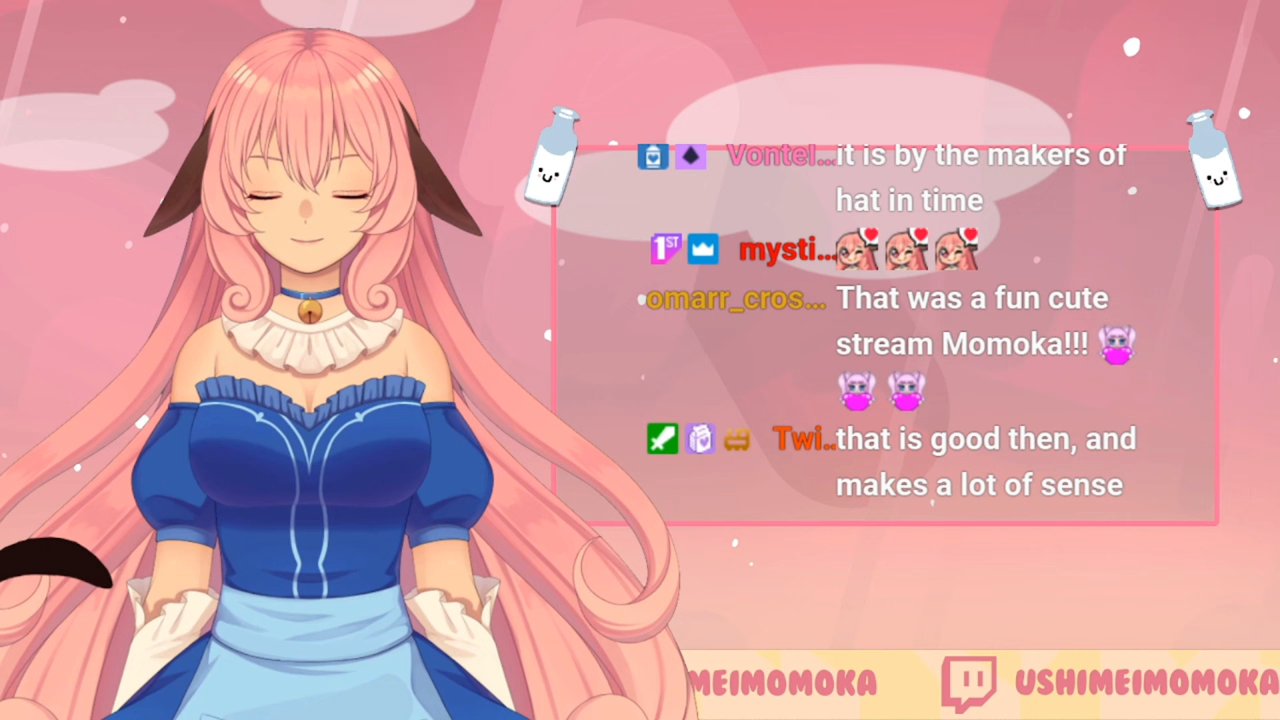 Vontel...it is by the makers of
hat in time
1ST mysti...
omarr_cros... That was a fun cute
stream Momoka!!!
Twi..that is good then, and
makes a lot of sense
MEIMOMOKA USHIMEIMOMOKA